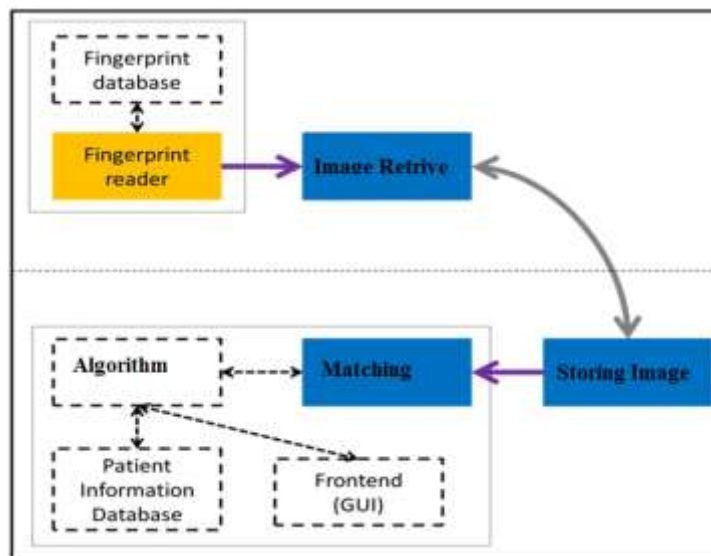 Fingerprint
database
Fingerprint
reader
Image Retrive
Algorithm
Matching
Storing Image
Patient
Information
Database
Frontend
(GUI)